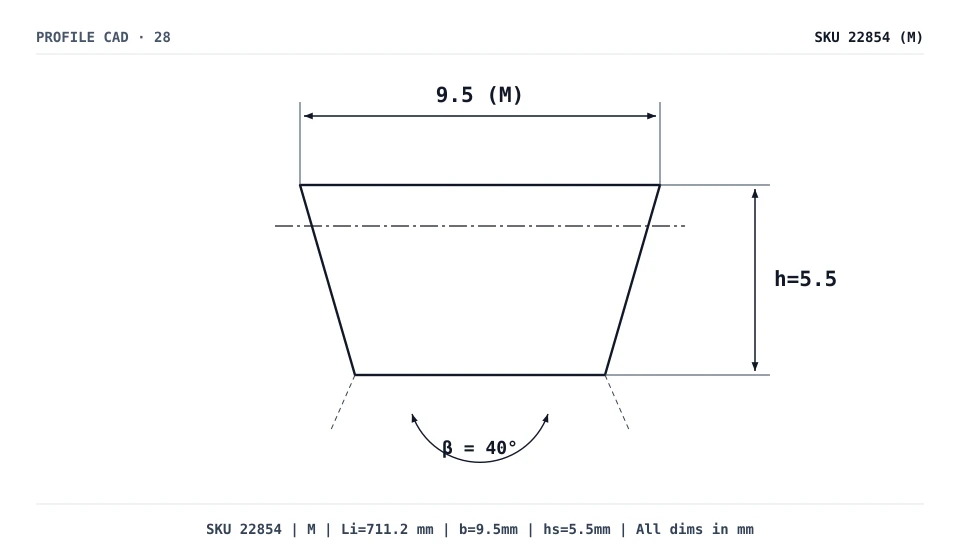 PROFILE CAD · 28
SKU 22854 (M)
9.5 (M)
h=5.5
β = 40°
SKU 22854 | M | Li=711.2 mm | b=9.5mm | hs=5.5mm | All dims in mm